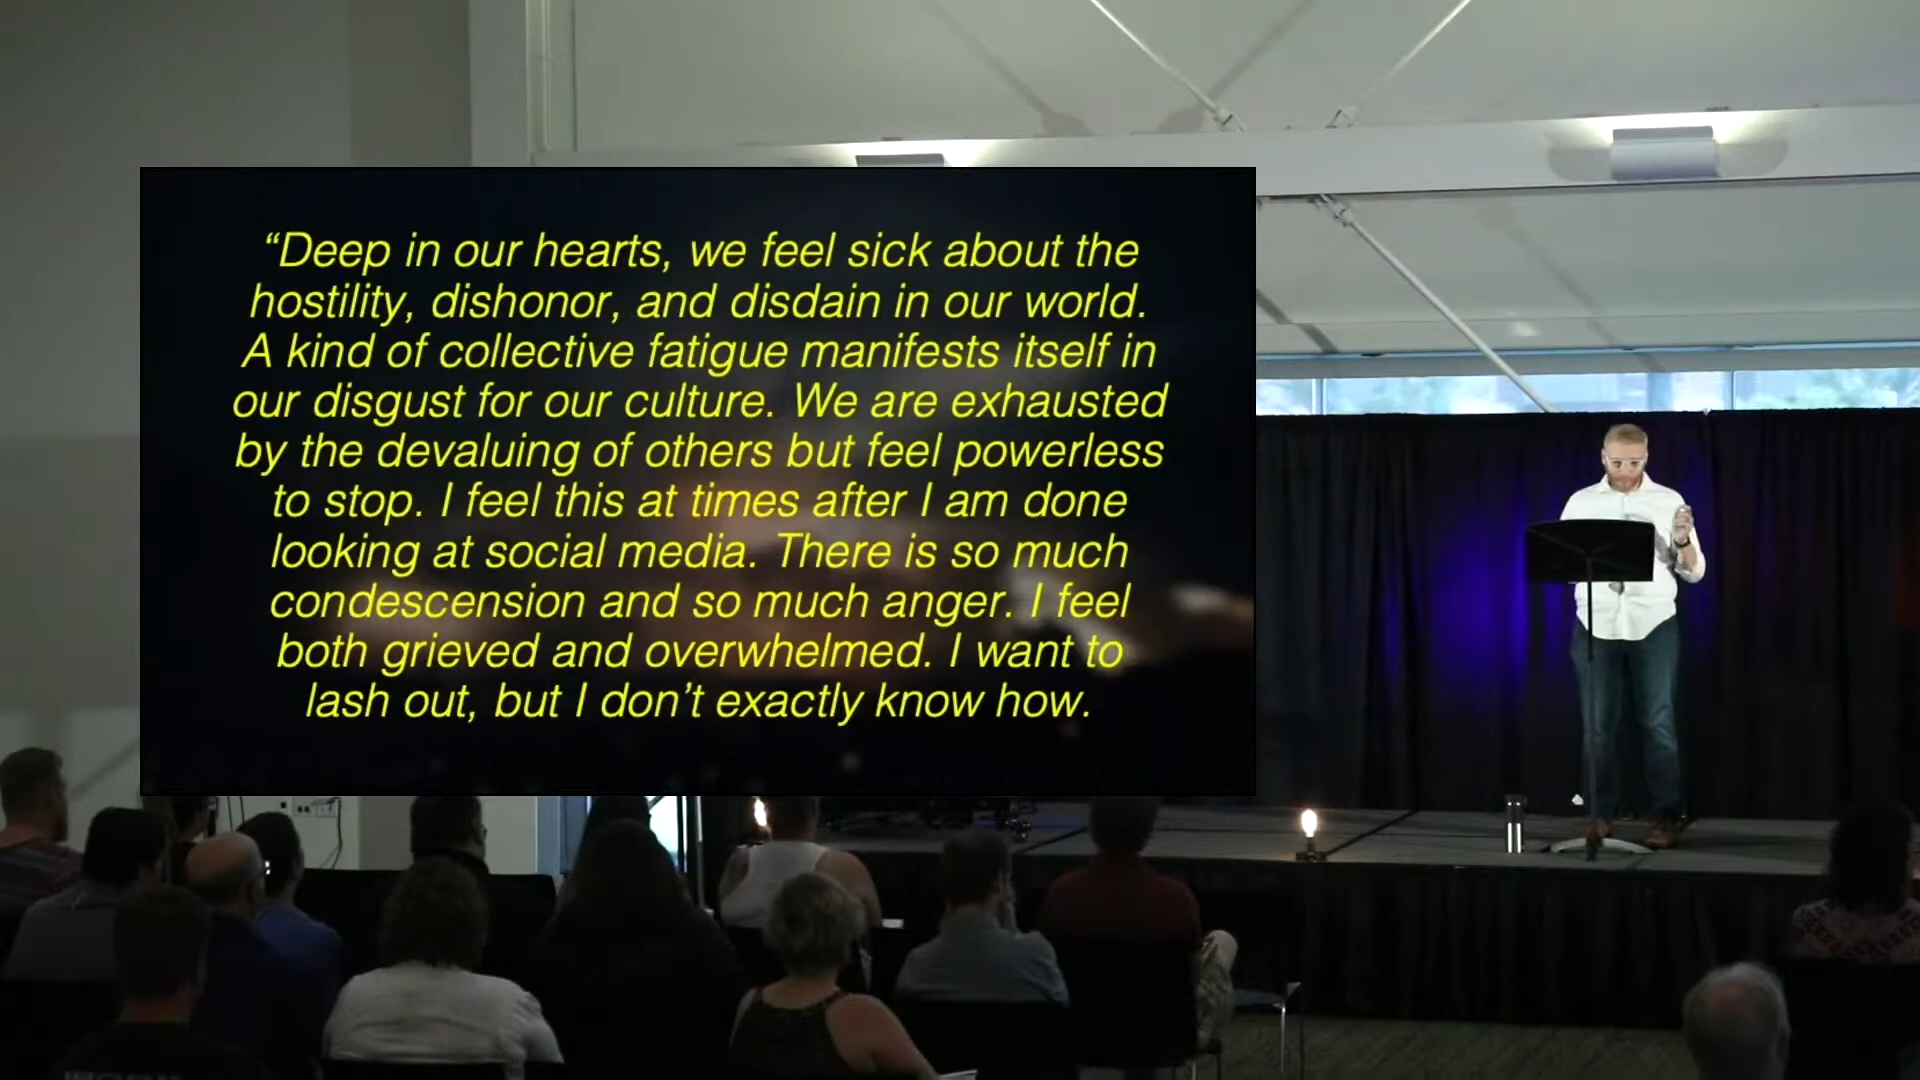 “Deep in our hearts, we feel sick about the
hostility, dishonor, and disdain in our world.
A kind of collective fatigue manifests itself in
our disgust for our culture. We are exhausted
by the devaluing of others but feel powerless
to stop. I feel this at times after I am done
looking at social media. There is so much
condescension and so much anger. I feel
both grieved and overwhelmed. I want to
lash out, but I don’t exactly know how.